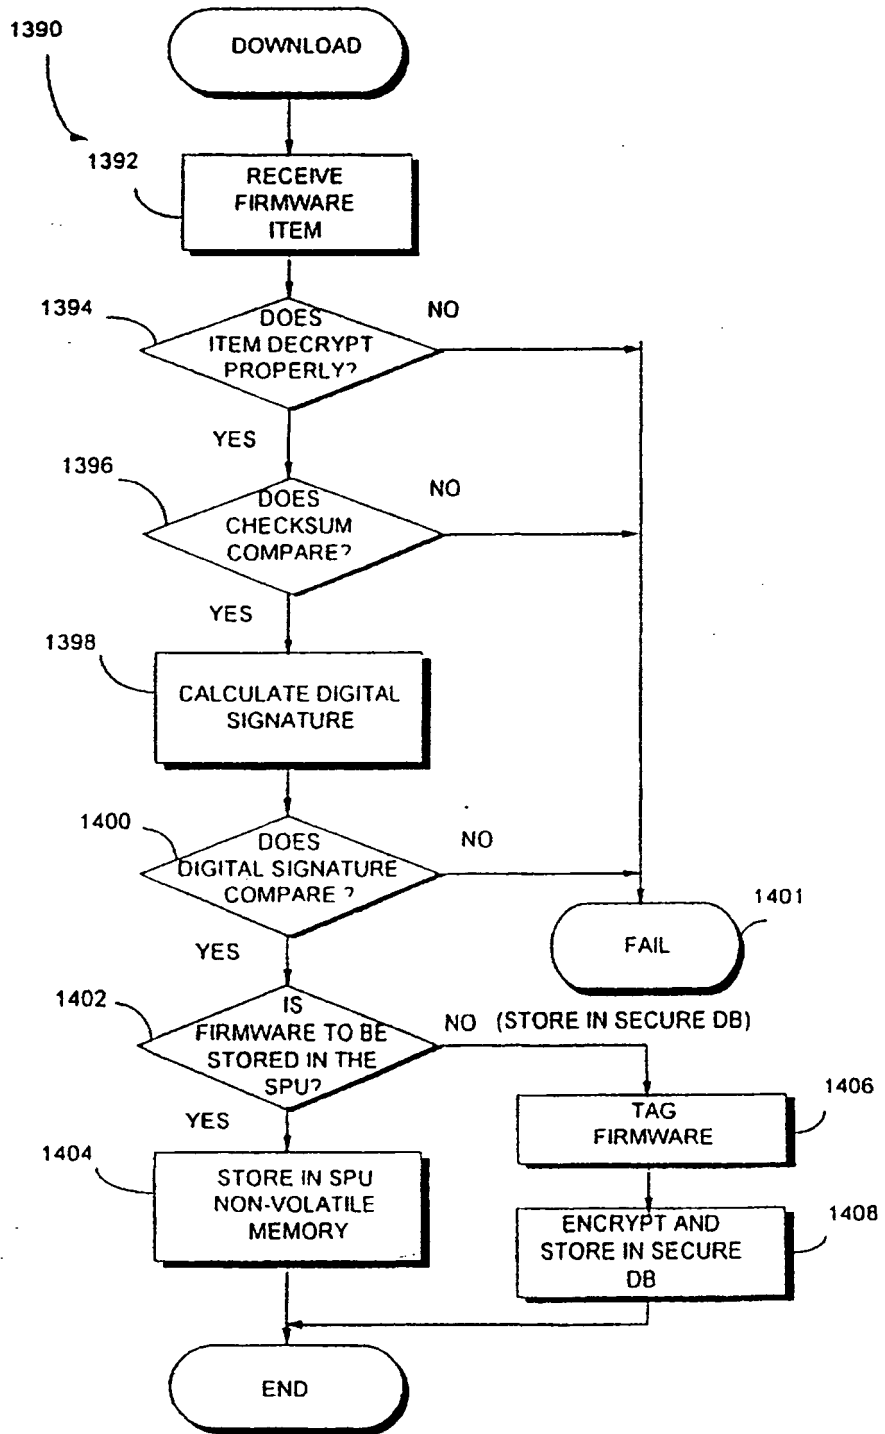 1390
DOWNLOAD
1392
RECEIVE
FIRMWARE
ITEM
1394
DOES
ITEM DECRYPT
PROPERLY?
NO
YES
1396
DOES
CHECKSUM
COMPARE?
NO
YES
1398
CALCULATE DIGITAL
SIGNATURE
1400
DOES
DIGITAL SIGNATURE
COMPARE ?
NO
YES
1401
FAIL
1402
IS
FIRMWARE TO BE
STORED IN THE
SPU?
NO (STORE IN SECURE DB)
YES
1404
STORE IN SPU
NON-VOLATILE
MEMORY
1406
TAG
FIRMWARE
1408
ENCRYPT AND
STORE IN SECURE
DB
END